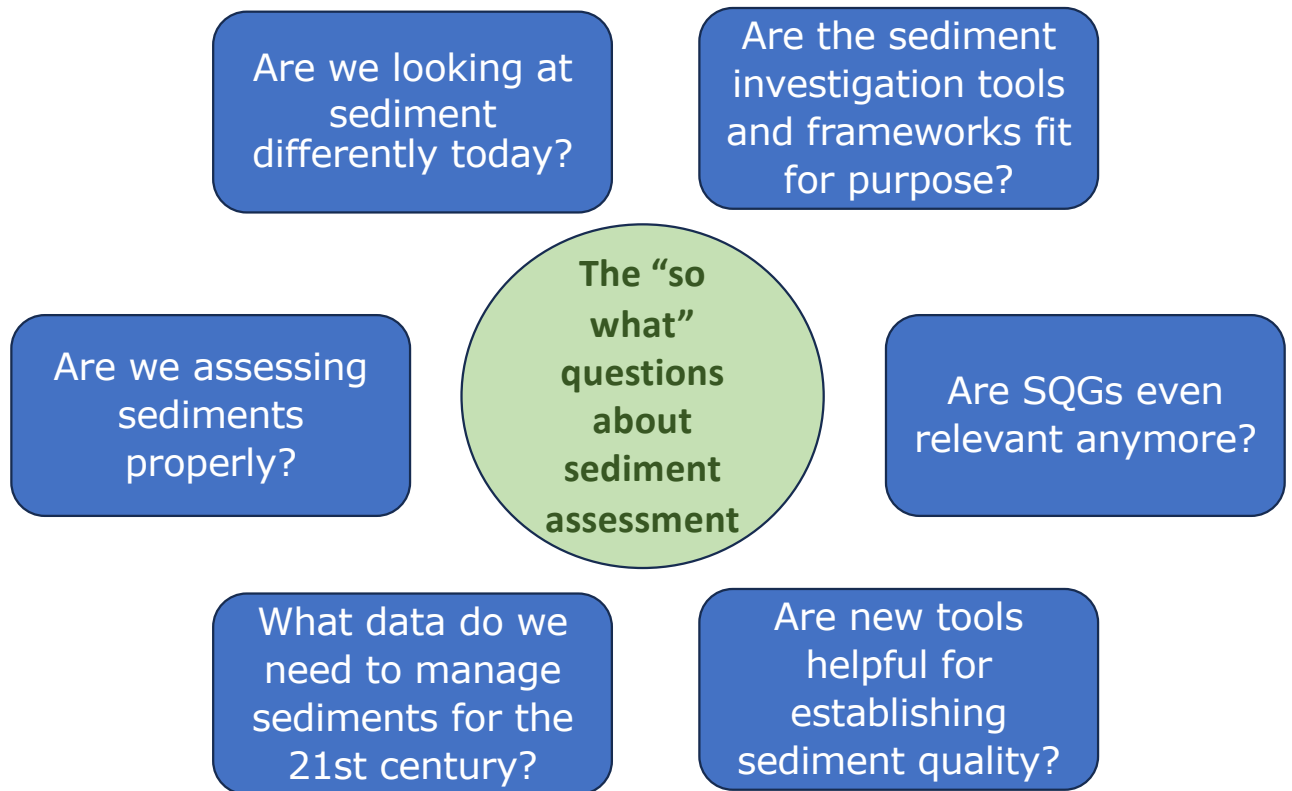 Are we looking at
sediment
differently today?
Are the sediment
investigation tools
and frameworks fit
for purpose?
The “so
what”
questions
about
sediment
assessment
Are we assessing
sediments
properly?
Are SQGs even
relevant anymore?
What data do we
need to manage
sediments for the
21st century?
Are new tools
helpful for
establishing
sediment quality?